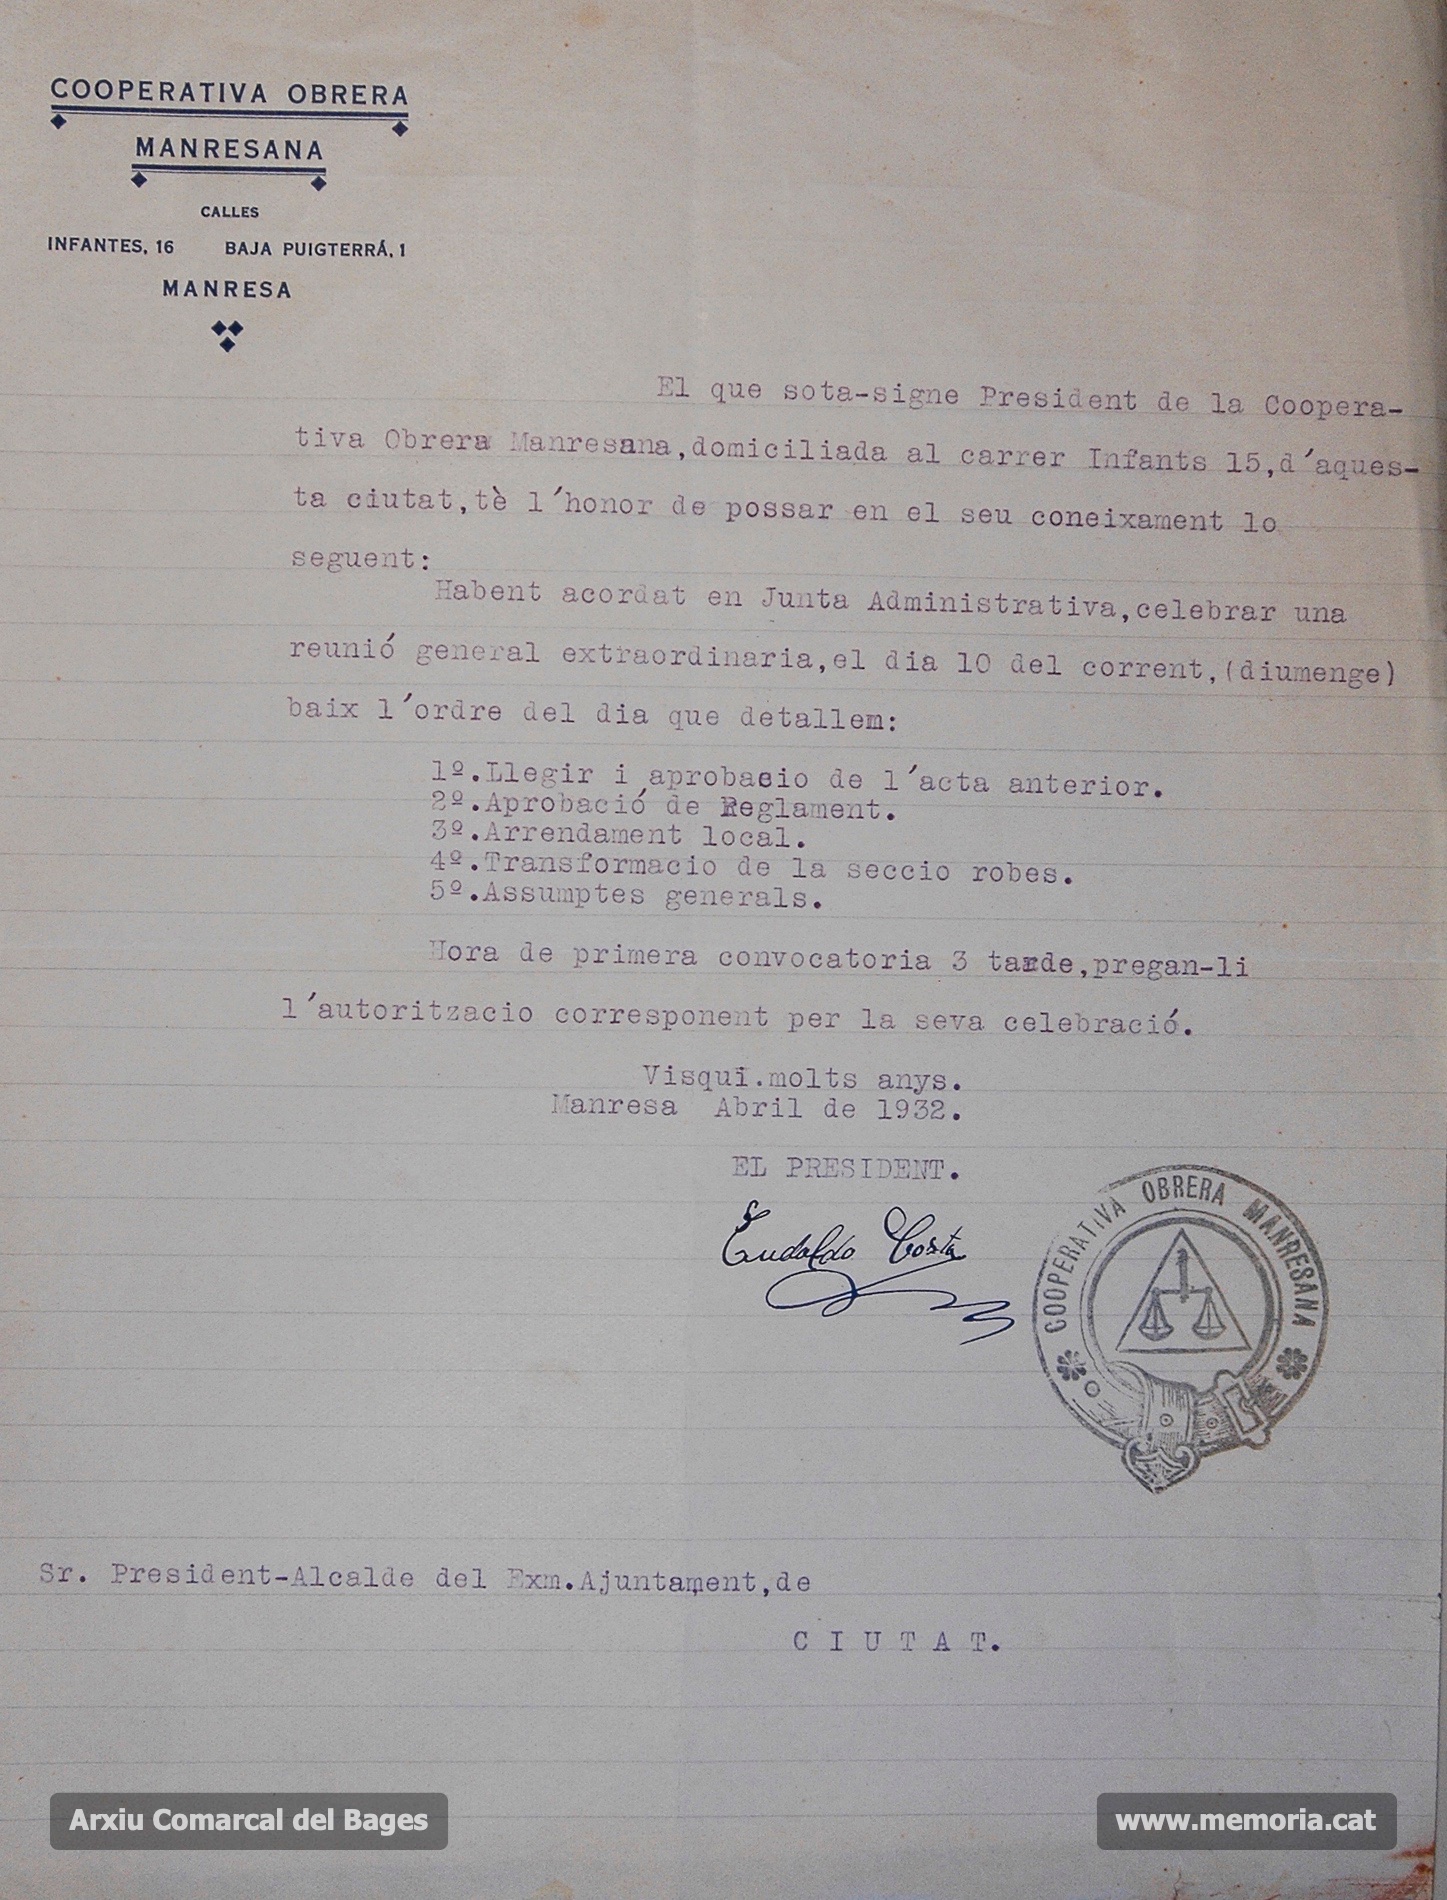 COOPERATIVA OBRERA
MANRESANA
CALLES
INFANTES, 16 BAJA PUIGTERRÁ, 1
MANRESA
El que sota-signe President de la Coopera-
tiva Obrera Manresana,domiciliada al carrer Infants 15,d'aques-
ta ciutat,tè l'honor de possar en el seu coneixament lo
seguent:
Habent acordat en Junta Administrativa,celebrar una
reunió general extraordinaria,el dia 10 del corrent,(diumenge)
baix l'ordre del dia que detallem:
1º.Llegir i aprobacio de l'acta anterior.
2º.Aprobació de Reglament.
3º.Arrendament local.
4º.Transformacio de la seccio robes.
5º.Assumptes generals.
Hora de primera convocatoria 3 tarde,pregan-li
l'autoritzacio corresponent per la seva celebració.
Visqui.molts anys.
Manresa Abril de 1932.
EL PRESIDENT.
Eudaldo Costa
COOPERATIVA OBRERA MANRESANA
Sr. President-Alcalde del Exm.Ajuntament,de
C I U T A T.
Arxiu Comarcal del Bages
www.memoria.cat